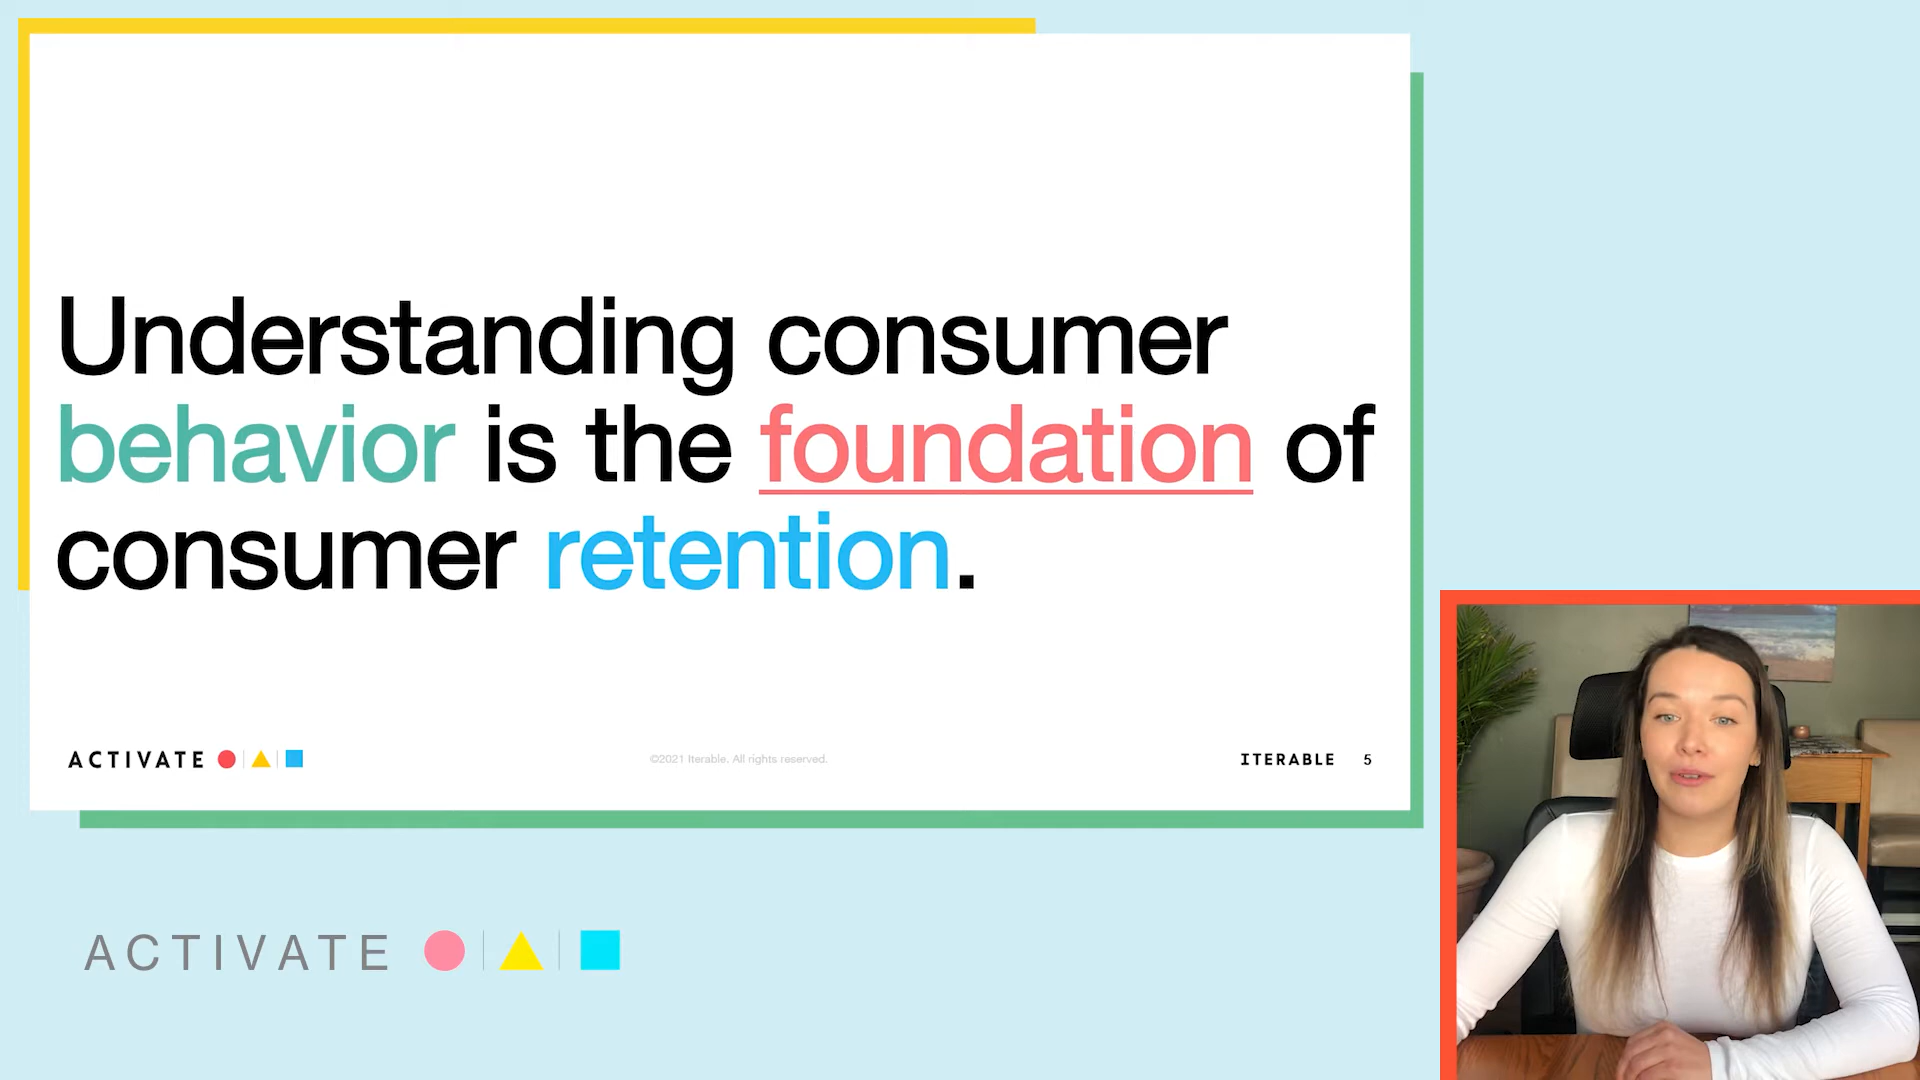 Understanding consumer
behavior is the foundation of
consumer retention.
ACTIVATE
©2021 Iterable. All rights reserved.
ITERABLE 5
ACTIVATE